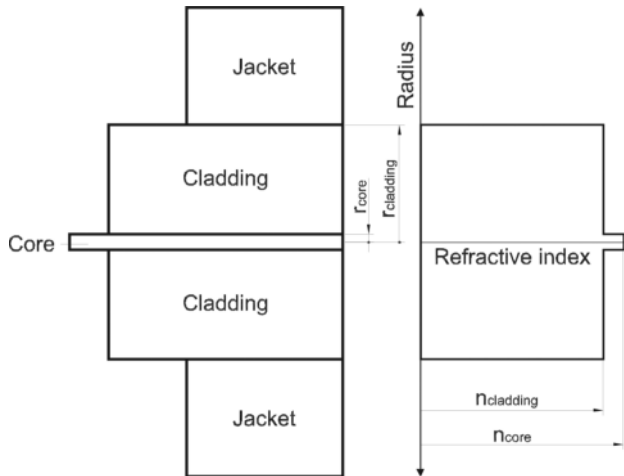 Jacket
Radius
Cladding
rcore
rcladding
Core
Refractive index
Cladding
ncladding
Jacket
ncore